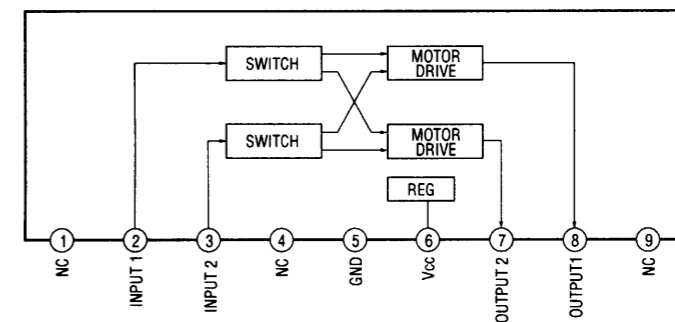 SWITCH
MOTOR
DRIVE
SWITCH
MOTOR
DRIVE
REG
1
2
3
4
5
6
7
8
9
NC
INPUT 1
INPUT 2
NC
GND
Vcc
OUTPUT 2
OUTPUT1
NC